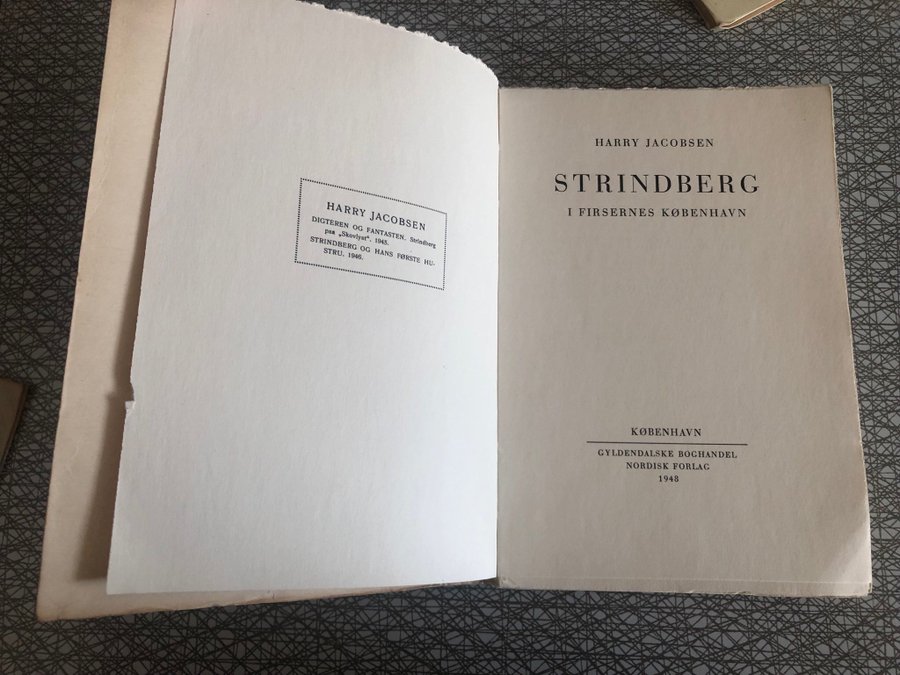 HARRY JACOBSEN
DIGTEREN OG FANTASTEN. Strindberg
paa „Skovlyst“. 1945.
STRINDBERG OG HANS FØRSTE HU-
STRU. 1946.
HARRY JACOBSEN
STRINDBERG
I FIRSERNES KØBENHAVN
KØBENHAVN
GYLDENDALSKE BOGHANDEL
NORDISK FORLAG
1948